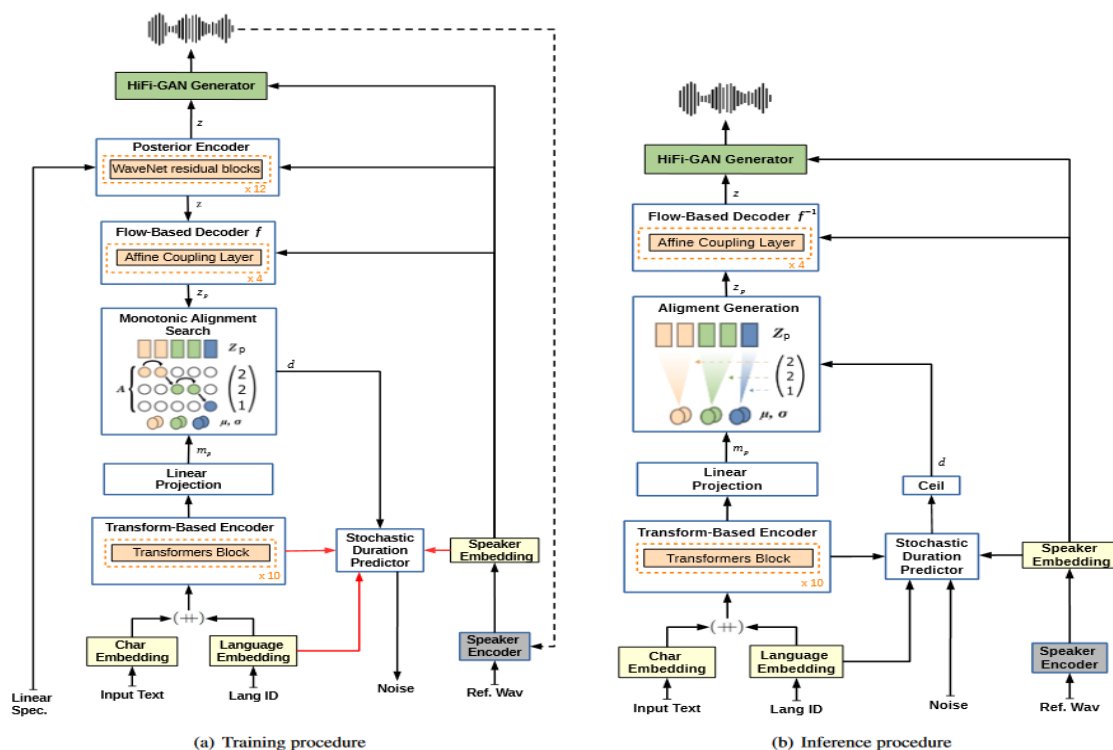 HiFi-GAN Generator
z
Posterior Encoder
WaveNet residual blocks
x 12
z
Flow-Based Decoder f
Affine Coupling Layer
x 4
z_p
Monotonic Alignment
Search
Z_p
A
2
2
1
μ, σ
d
m_p
Linear
Projection
Transform-Based Encoder
Transformers Block
x 10
Stochastic
Duration
Predictor
Speaker
Embedding
(++)
Char
Embedding
Language
Embedding
Speaker
Encoder
Linear
Spec.
Input Text
Lang ID
Noise
Ref. Wav
(a) Training procedure
HiFi-GAN Generator
z
Flow-Based Decoder f⁻¹
Affine Coupling Layer
x 4
z_p
Aligment Generation
Z_p
2
2
1
μ, σ
m_p
d
Linear
Projection
Ceil
Transform-Based Encoder
Transformers Block
x 10
Stochastic
Duration
Predictor
Speaker
Embedding
(++)
Char
Embedding
Language
Embedding
Speaker
Encoder
Input Text
Lang ID
Noise
Ref. Wav
(b) Inference procedure